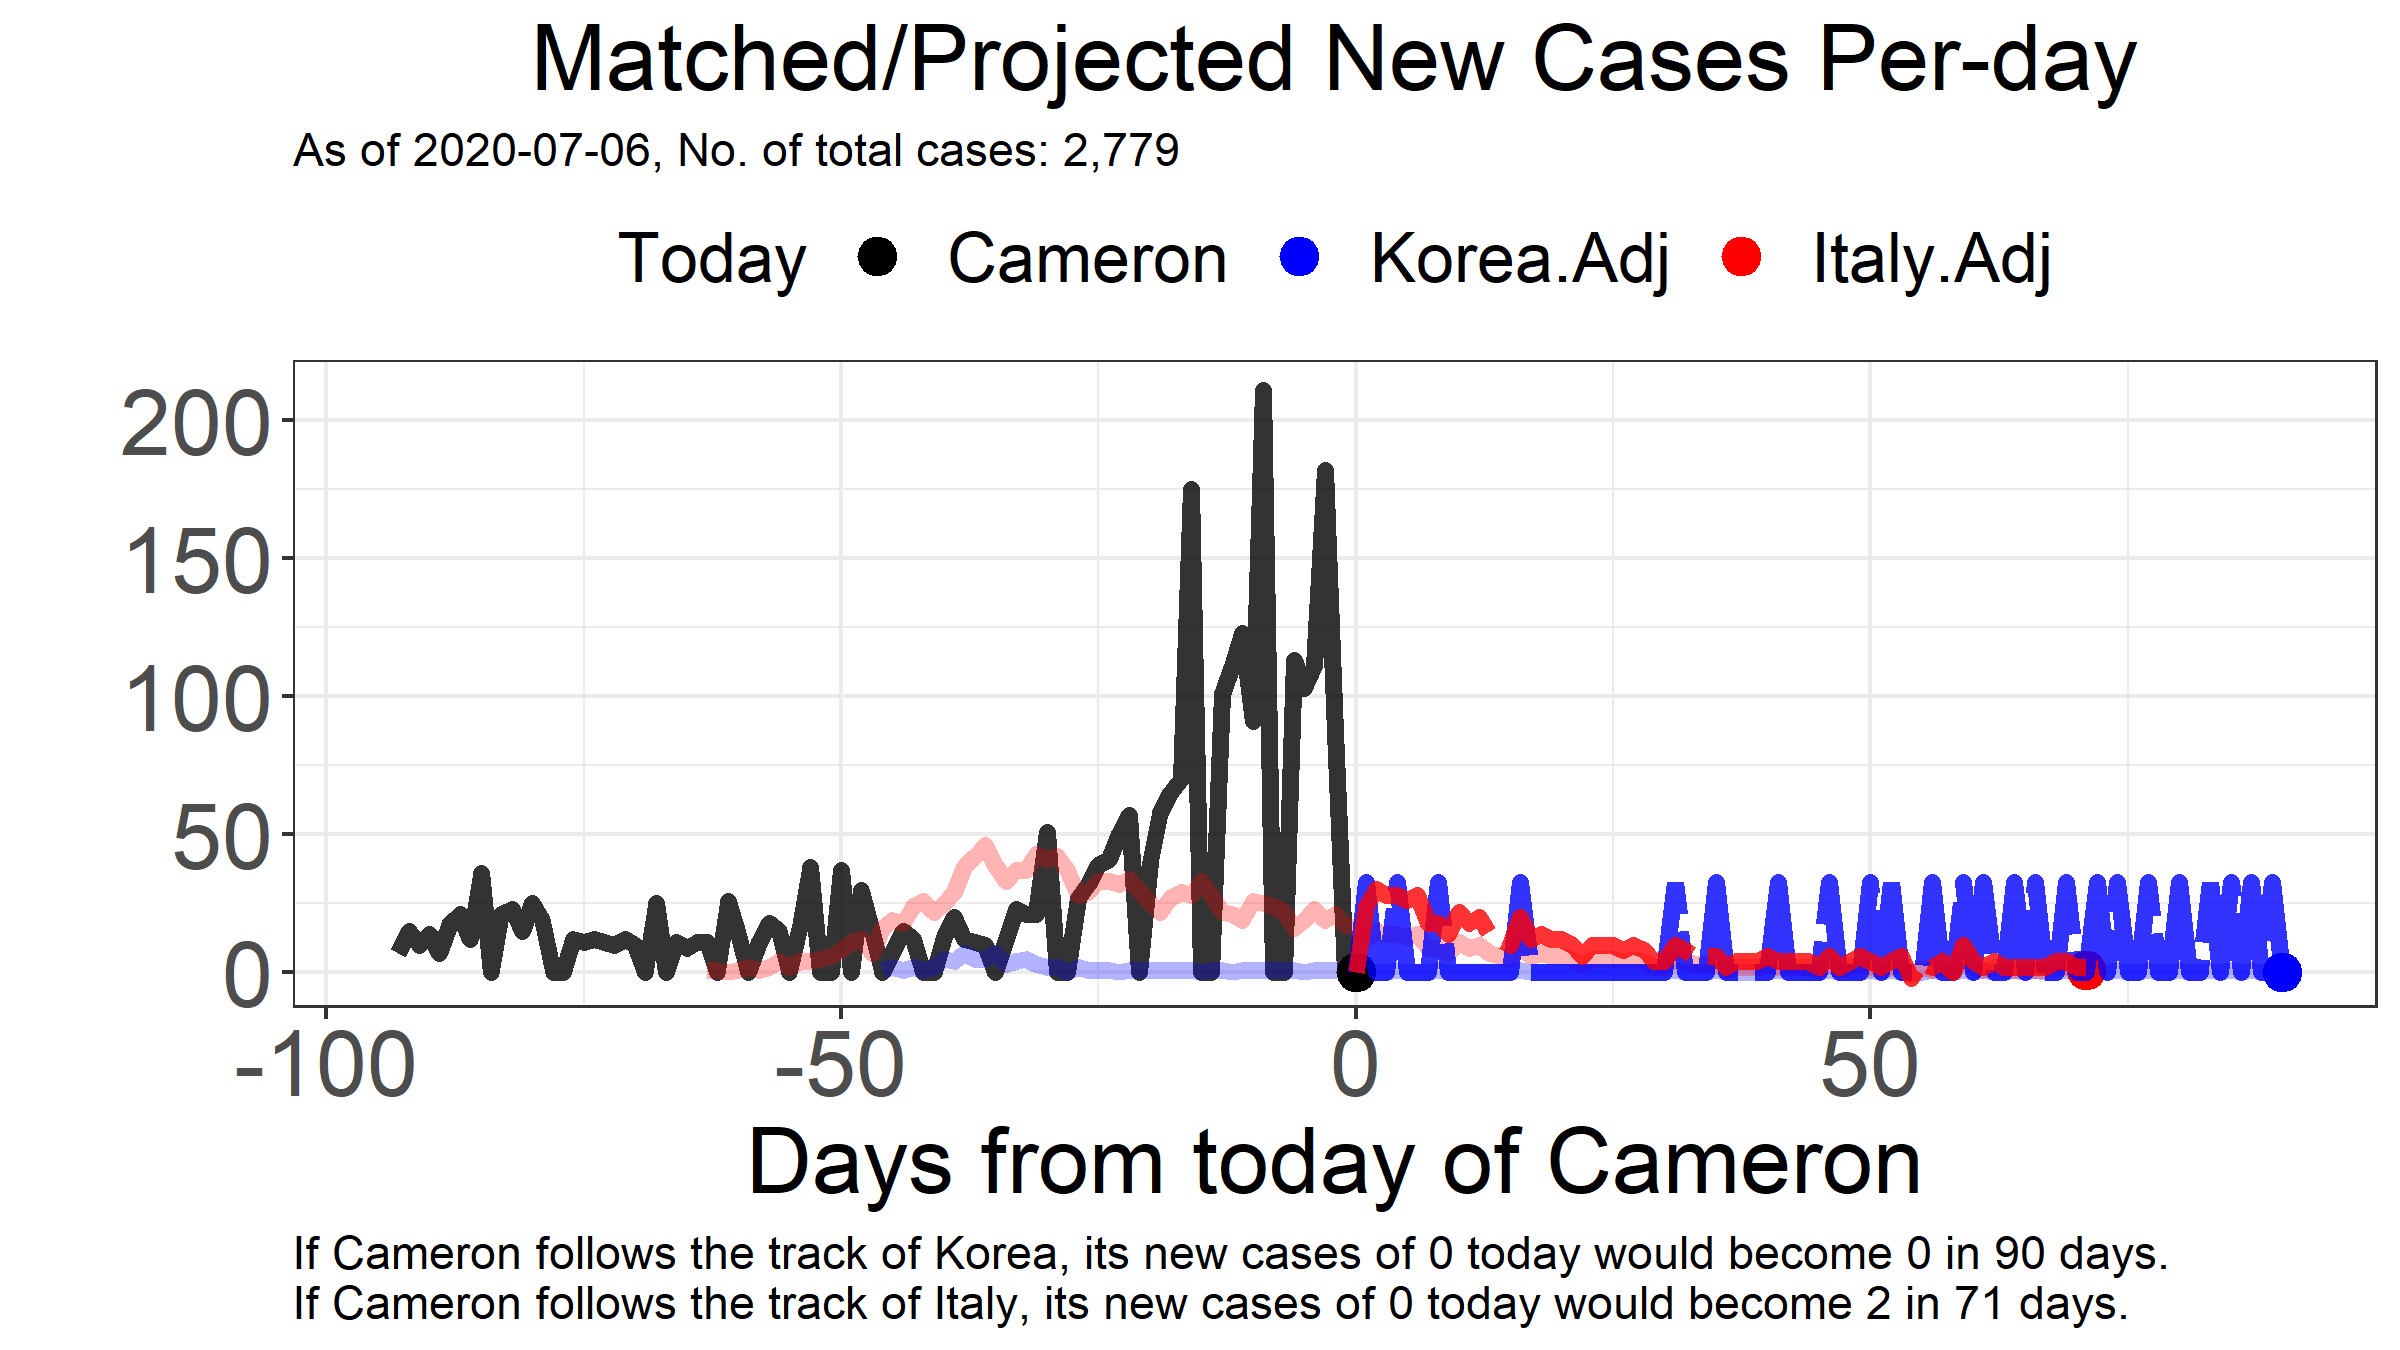 Matched/Projected New Cases Per-day
As of 2020-07-06, No. of total cases: 2,779
Today Cameron Korea.Adj Italy.Adj
200
150
100
50
0
-100 -50 0 50
Days from today of Cameron
If Cameron follows the track of Korea, its new cases of 0 today would become 0 in 90 days.
If Cameron follows the track of Italy, its new cases of 0 today would become 2 in 71 days.